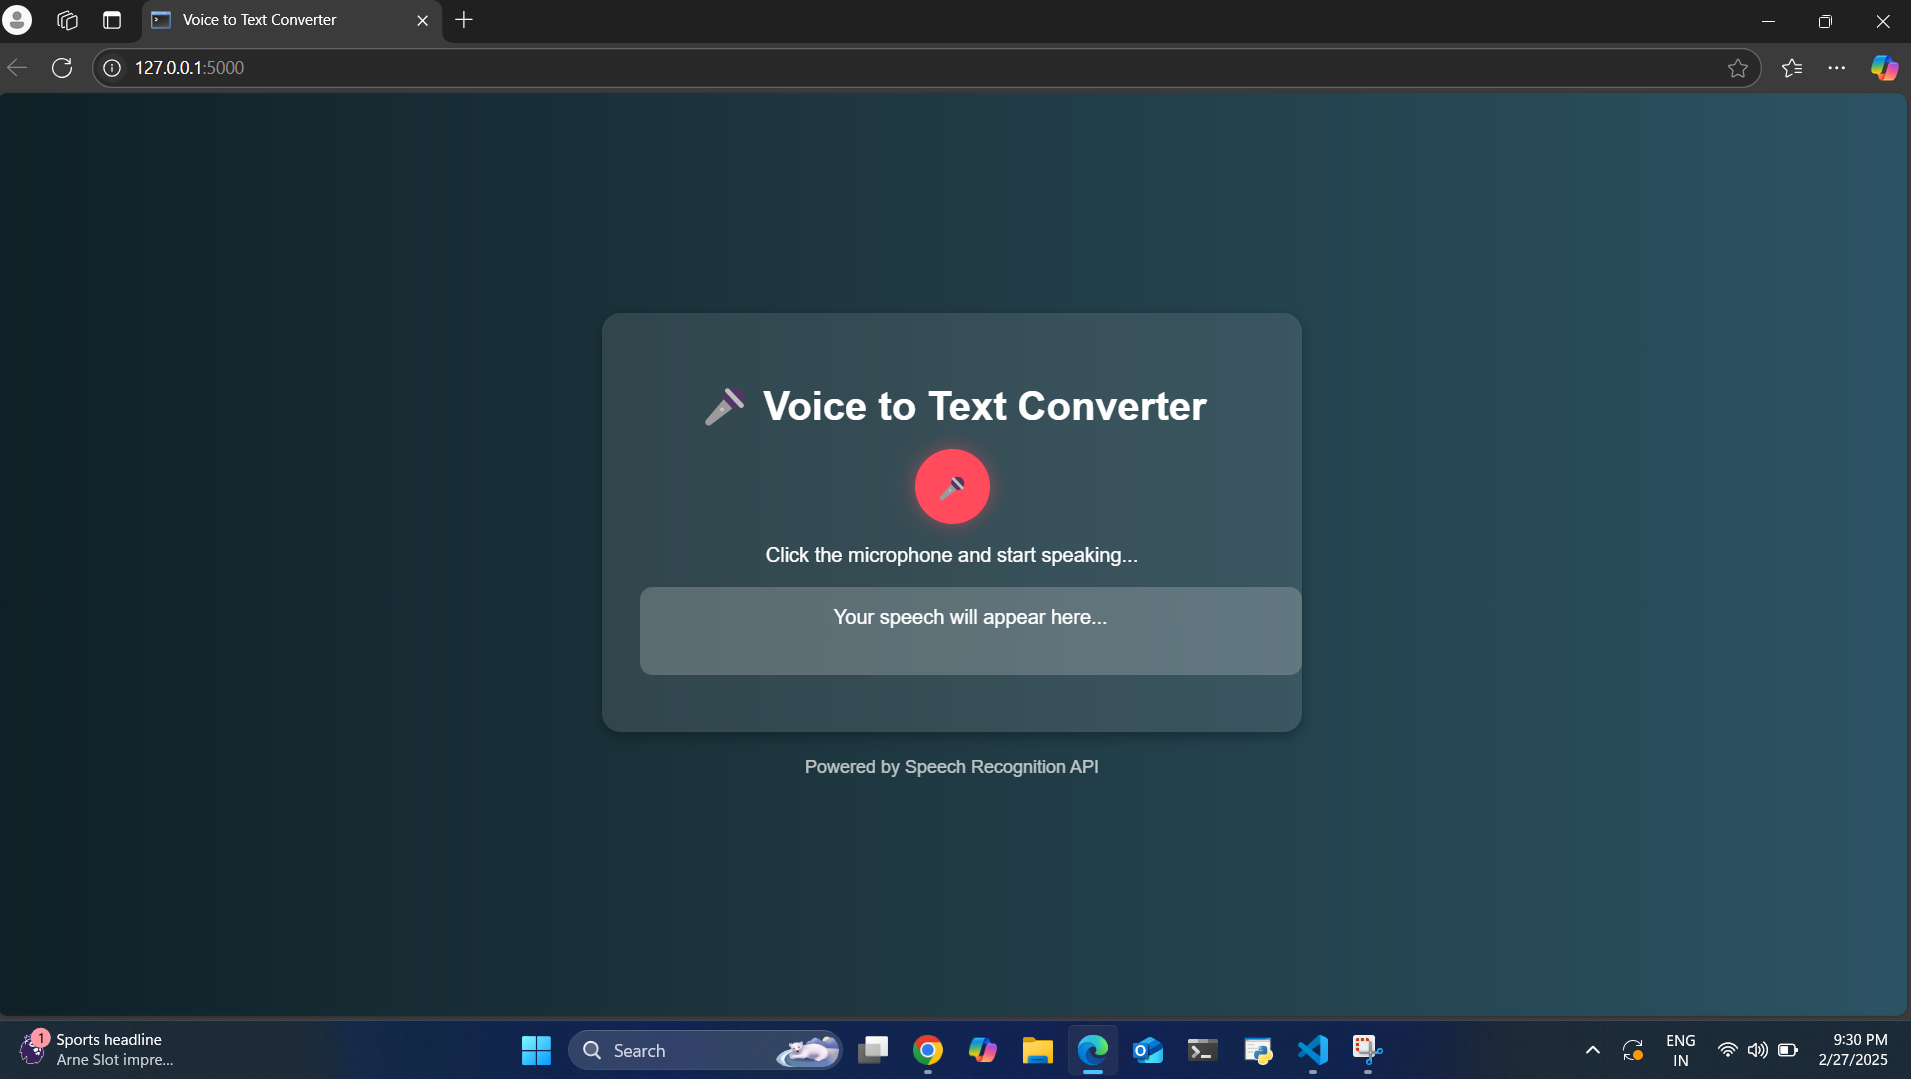 Voice to Text Converter
127.0.0.1:5000
Voice to Text Converter
Click the microphone and start speaking...
Your speech will appear here...
Powered by Speech Recognition API
1
Sports headline
Arne Slot impre...
Search
ENG
IN
9:30 PM
2/27/2025